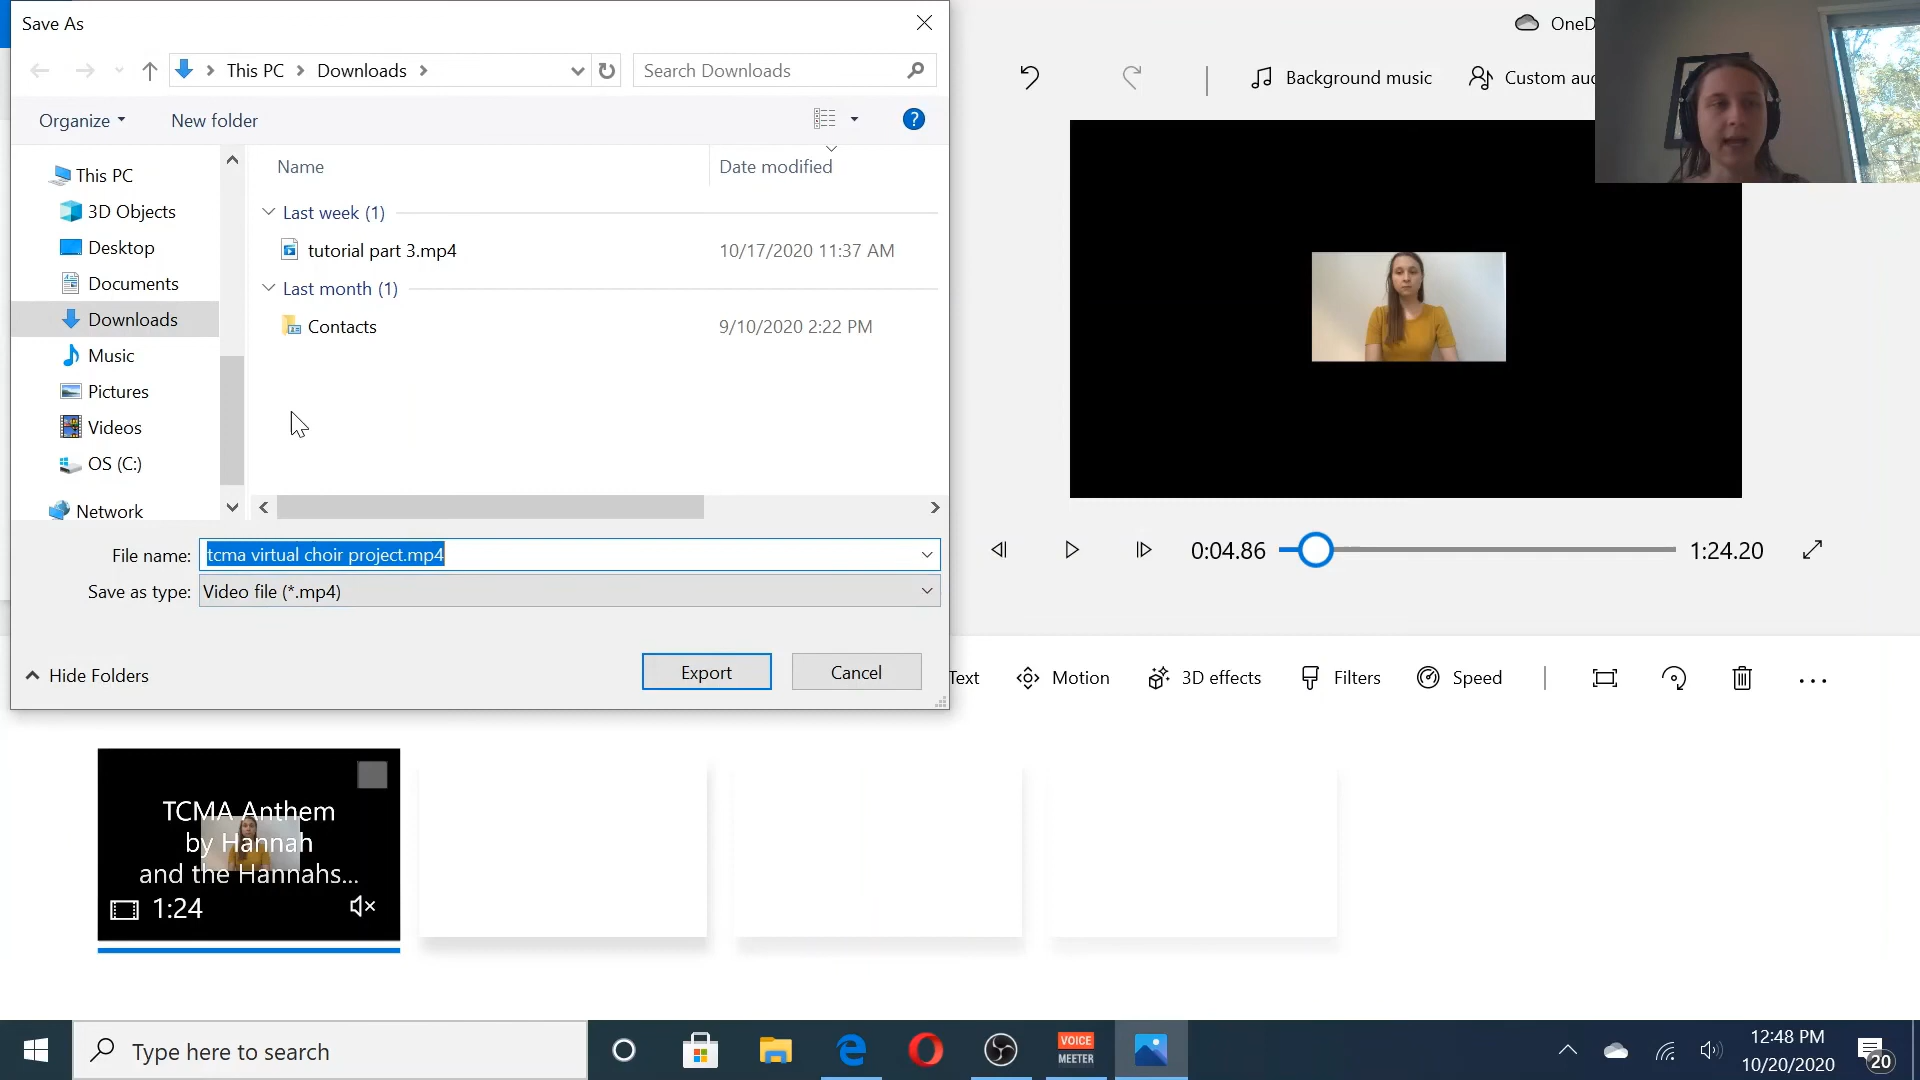 Save As
This PC
Downloads
Search Downloads
Organize
New folder
?
This PC
3D Objects
Desktop
Documents
Downloads
Music
Pictures
Videos
OS (C:)
Network
Name
Date modified
Last week (1)
tutorial part 3.mp4
10/17/2020 11:37 AM
Last month (1)
Contacts
9/10/2020 2:22 PM
File name:
tcma virtual choir project.mp4
Save as type:
Video file (*.mp4)
Hide Folders
Export
Cancel
OneD
Background music
Custom aud
0:04.86
1:24.20
Text
Motion
3D effects
Filters
Speed
TCMA Anthem
by Hannah
and the Hannahs...
1:24
Type here to search
VOICE
MEETER
12:48 PM
10/20/2020
20